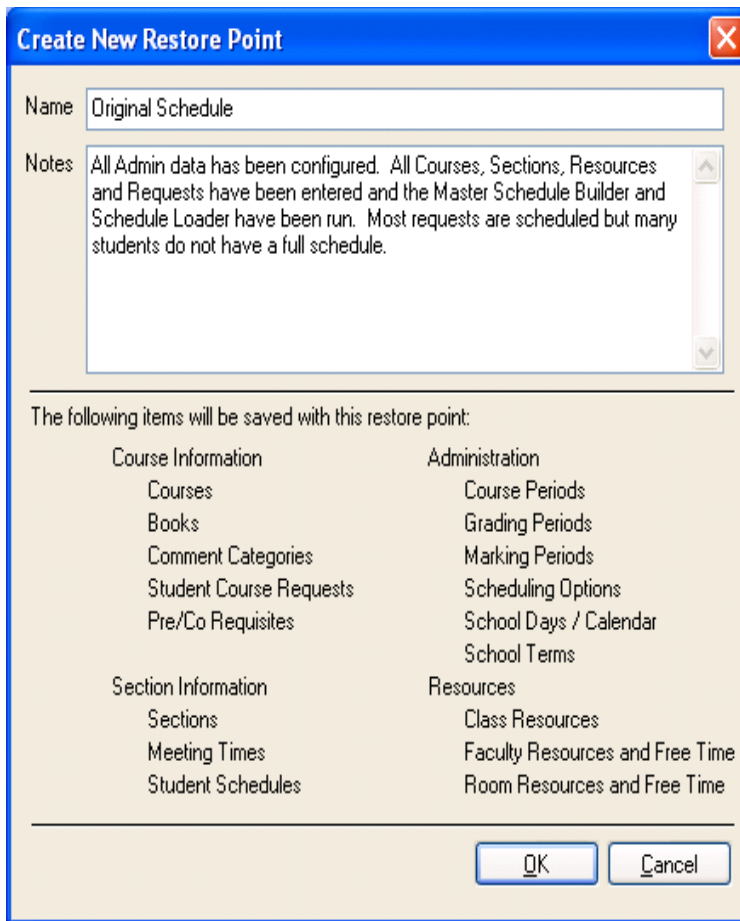 Create New Restore Point
Name Original Schedule
Notes All Admin data has been configured.  All Courses, Sections, Resources
and Requests have been entered and the Master Schedule Builder and
Schedule Loader have been run.  Most requests are scheduled but many
students do not have a full schedule.
The following items will be saved with this restore point:
Course Information
Courses
Books
Comment Categories
Student Course Requests
Pre/Co Requisites
Administration
Course Periods
Grading Periods
Marking Periods
Scheduling Options
School Days / Calendar
School Terms
Section Information
Sections
Meeting Times
Student Schedules
Resources
Class Resources
Faculty Resources and Free Time
Room Resources and Free Time
OK
Cancel